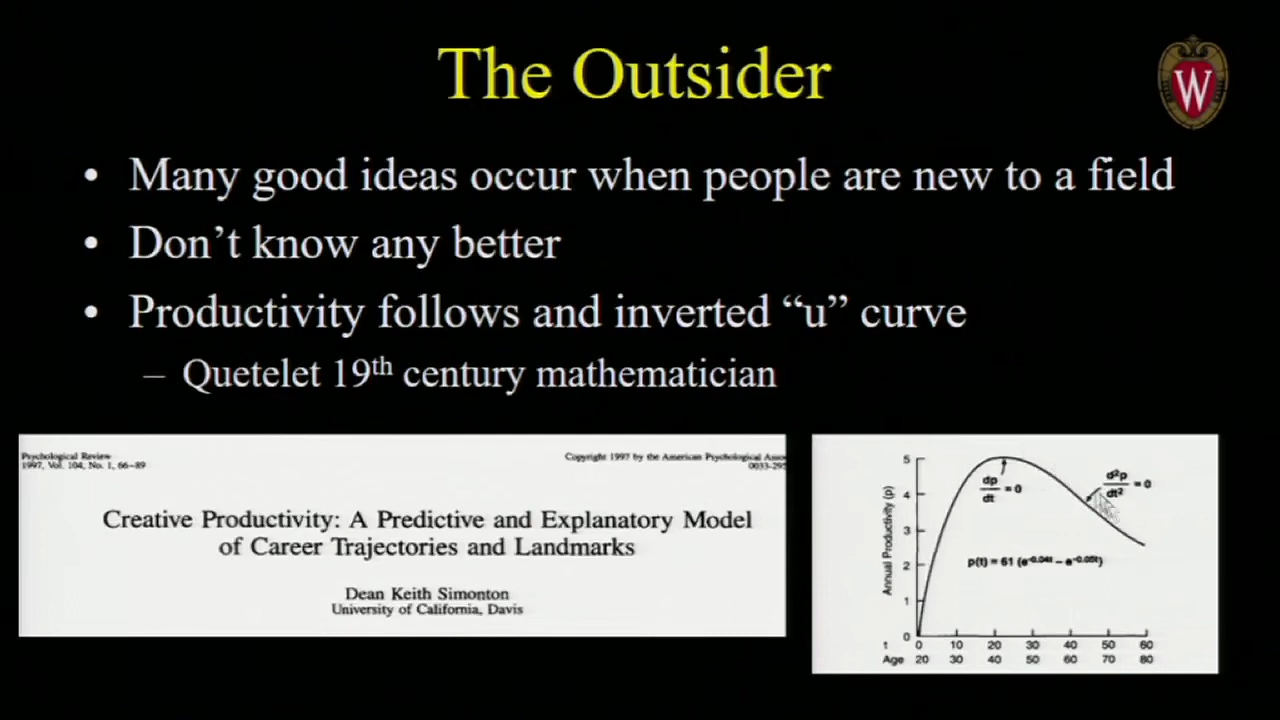 The Outsider
W
• Many good ideas occur when people are new to a field
• Don’t know any better
• Productivity follows and inverted “u” curve
– Quetelet 19th century mathematician
Psychological Review
1997, Vol. 104, No. 1, 66–89
Copyright 1997 by the American Psychological Asso
0033-295
Creative Productivity: A Predictive and Explanatory Model
of Career Trajectories and Landmarks
Dean Keith Simonton
University of California, Davis
Annual Productivity (p)
5
4
3
2
1
0
dp/dt = 0
d²p/dt² = 0
p(t) = 61 (e^-0.04t – e^-0.05t)
t 0 10 20 30 40 50 60
Age 20 30 40 50 60 70 80